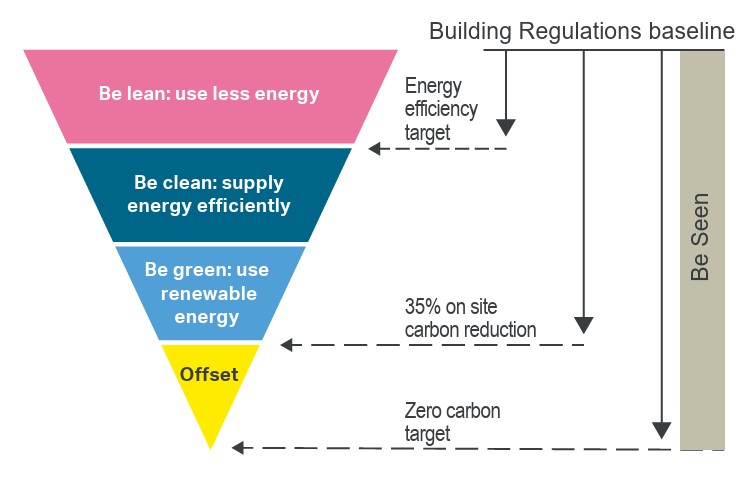 Building Regulations baseline
Be lean: use less energy
Energy
efficiency
target
Be clean: supply
energy efficiently
Be Seen
Be green: use
renewable
energy
35% on site
carbon reduction
Offset
Zero carbon
target